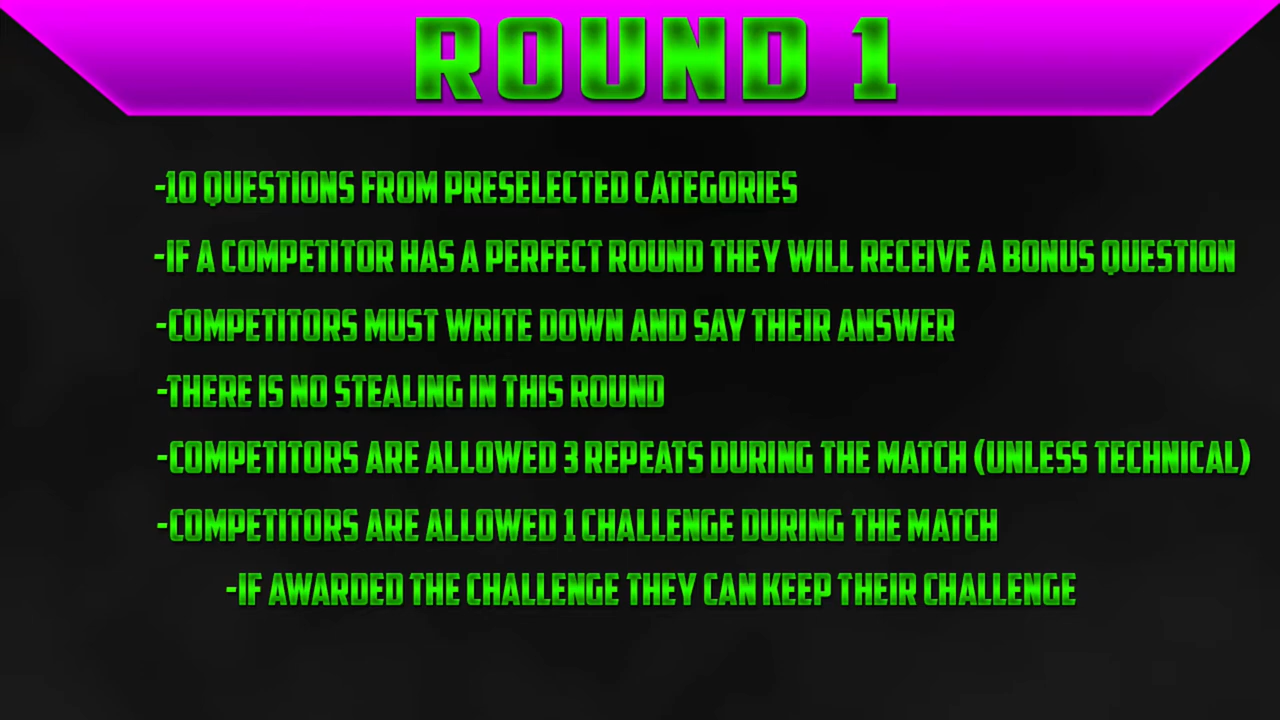 ROUND 1
-10 QUESTIONS FROM PRESELECTED CATEGORIES
-IF A COMPETITOR HAS A PERFECT ROUND THEY WILL RECEIVE A BONUS QUESTION
-COMPETITORS MUST WRITE DOWN AND SAY THEIR ANSWER
-THERE IS NO STEALING IN THIS ROUND
-COMPETITORS ARE ALLOWED 3 REPEATS DURING THE MATCH (UNLESS TECHNICAL)
-COMPETITORS ARE ALLOWED 1 CHALLENGE DURING THE MATCH
-IF AWARDED THE CHALLENGE THEY CAN KEEP THEIR CHALLENGE